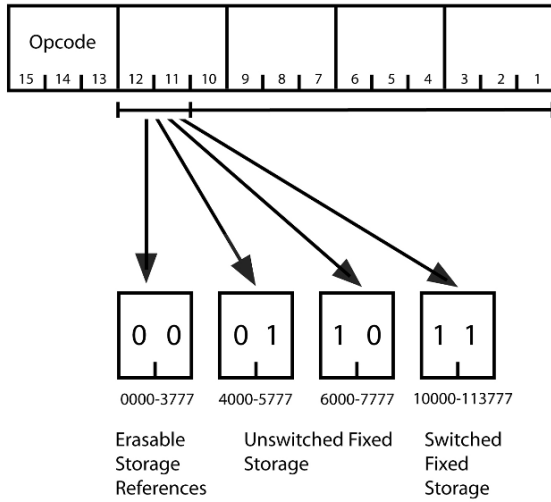 Opcode
15 14 13 12 11 10 9 8 7 6 5 4 3 2 1
0 0 0 1 1 0 1 1
0000-3777 4000-5777 6000-7777 10000-113777
Erasable Unswitched Fixed Switched
Storage Storage Fixed
References Storage